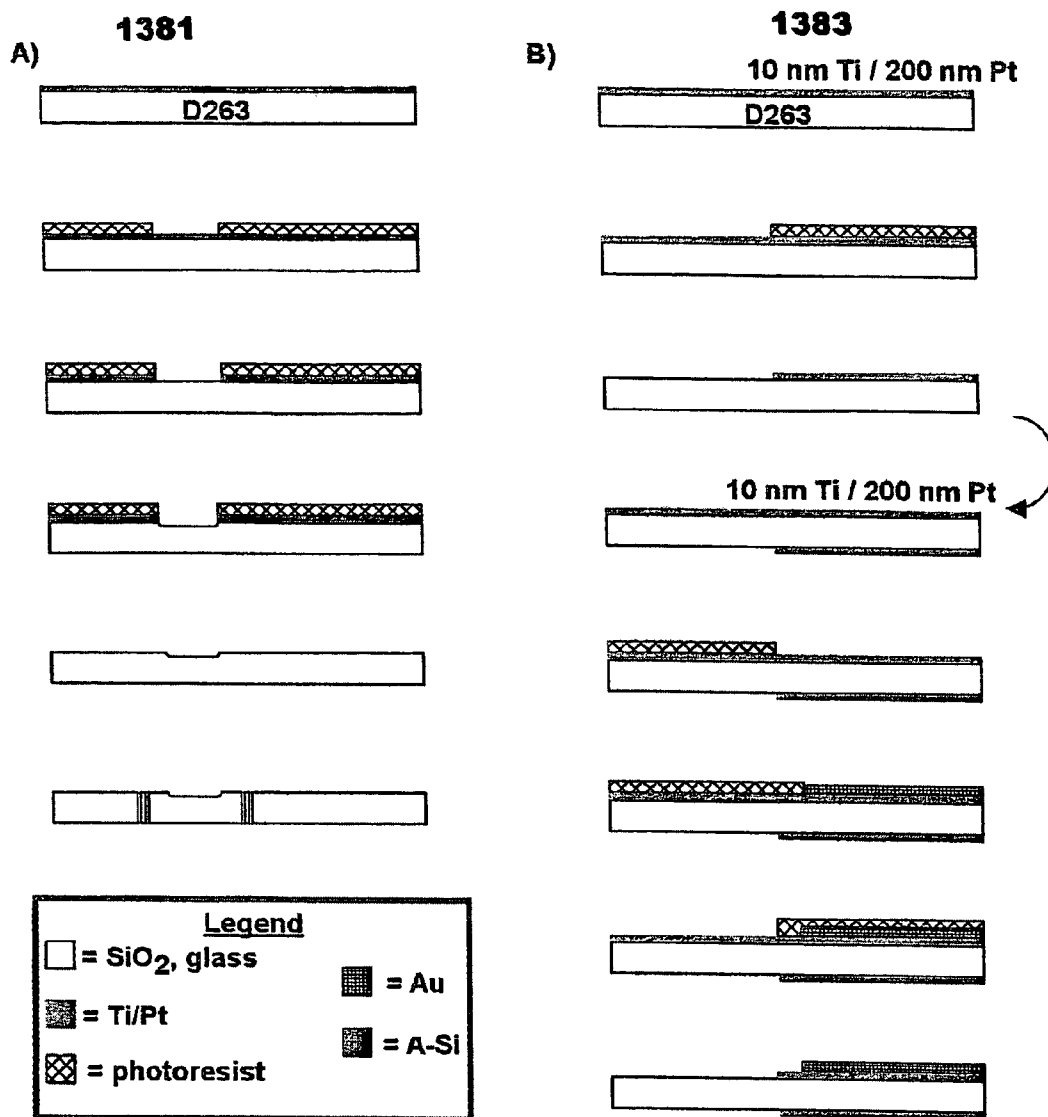 1381
A)
D263
1383
B)
10 nm Ti / 200 nm Pt
D263
10 nm Ti / 200 nm Pt
Legend
= SiO2, glass
= Ti/Pt
= photoresist
= Au
= A-Si